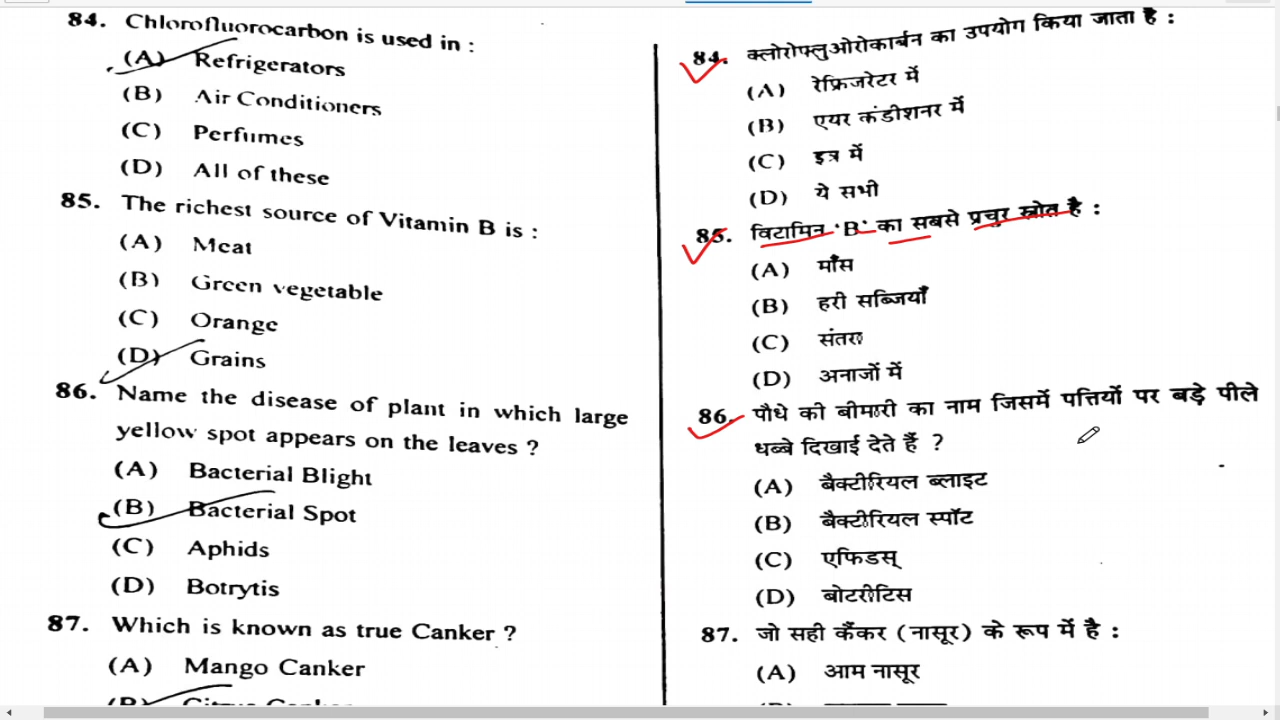 84. Chlorofluorocarbon is used in :
(A) Refrigerators
(B) Air Conditioners
(C) Perfumes
(D) All of these
85. The richest source of Vitamin B is :
(A) Meat
(B) Green vegetable
(C) Orange
(D) Grains
86. Name the disease of plant in which large
yellow spot appears on the leaves ?
(A) Bacterial Blight
(B) Bacterial Spot
(C) Aphids
(D) Botrytis
87. Which is known as true Canker ?
(A) Mango Canker
84. क्लोरोफ्लुओरोकार्बन का उपयोग किया जाता है :
(A) रेफ्रिजरेटर में
(B) एयर कंडीशनर में
(C) इत्र में
(D) ये सभी
85. विटामिन 'B' का सबसे प्रचुर स्त्रोत है :
(A) माँस
(B) हरी सब्जियाँ
(C) संतरा
(D) अनाजों में
86. पौधे की बीमारी का नाम जिसमें पत्तियों पर बड़े पीले
धब्बे दिखाई देते हैं ?
(A) बैक्टीरियल ब्लाइट
(B) बैक्टीरियल स्पॉट
(C) एफिडस्
(D) बोटरीटिस
87. जो सही कैंकर (नासूर) के रूप में है :
(A) आम नासूर